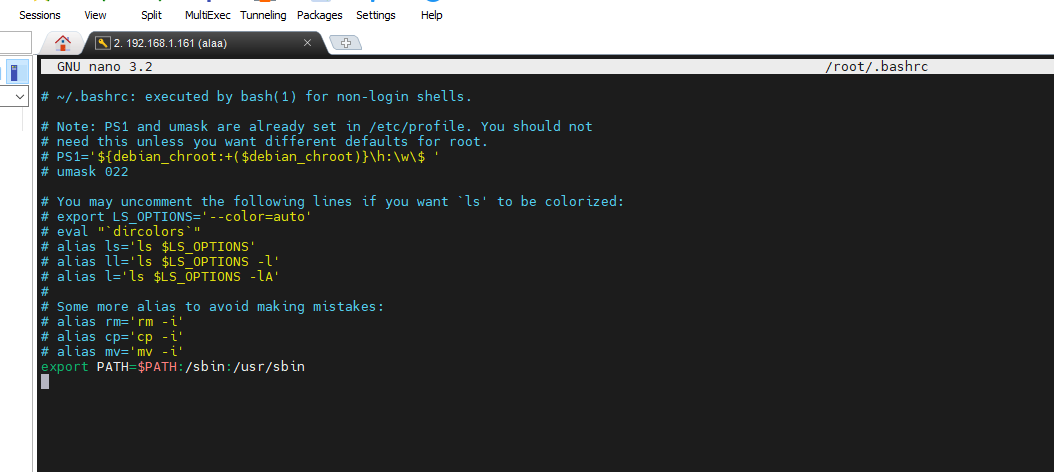 Sessions View Split MultiExec Tunneling Packages Settings Help
2. 192.168.1.161 (alaa)
GNU nano 3.2 /root/.bashrc
# ~/.bashrc: executed by bash(1) for non-login shells.
# Note: PS1 and umask are already set in /etc/profile. You should not
# need this unless you want different defaults for root.
# PS1='${debian_chroot:+($debian_chroot)}\h:\w\$ '
# umask 022
# You may uncomment the following lines if you want `ls' to be colorized:
# export LS_OPTIONS='--color=auto'
# eval "`dircolors`"
# alias ls='ls $LS_OPTIONS'
# alias ll='ls $LS_OPTIONS -l'
# alias l='ls $LS_OPTIONS -lA'
#
# Some more alias to avoid making mistakes:
# alias rm='rm -i'
# alias cp='cp -i'
# alias mv='mv -i'
export PATH=$PATH:/sbin:/usr/sbin